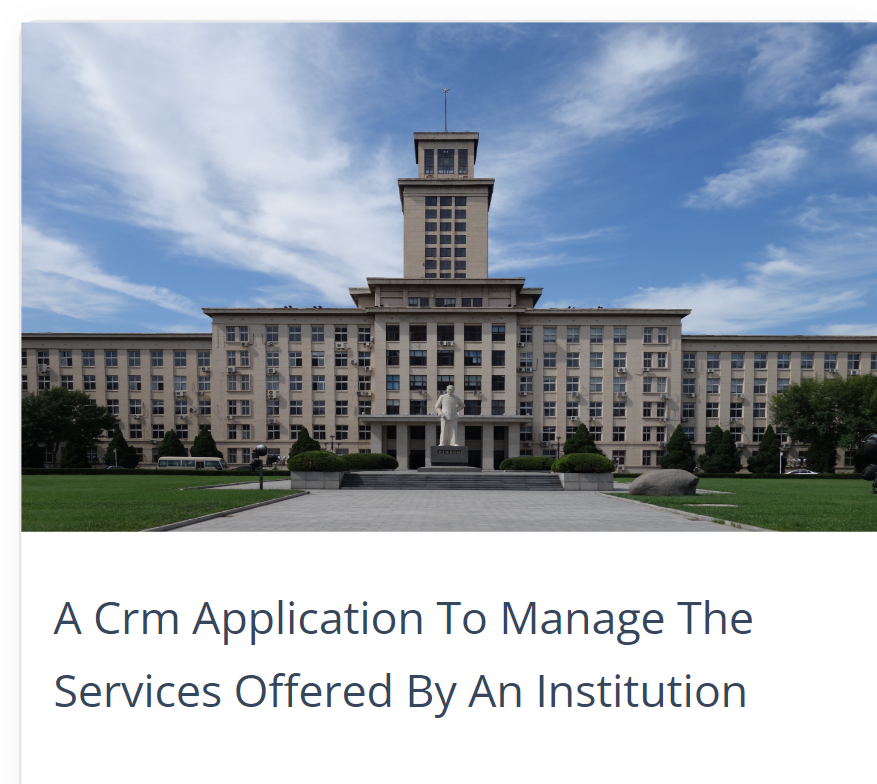 A Crm Application To Manage The
Services Offered By An Institution